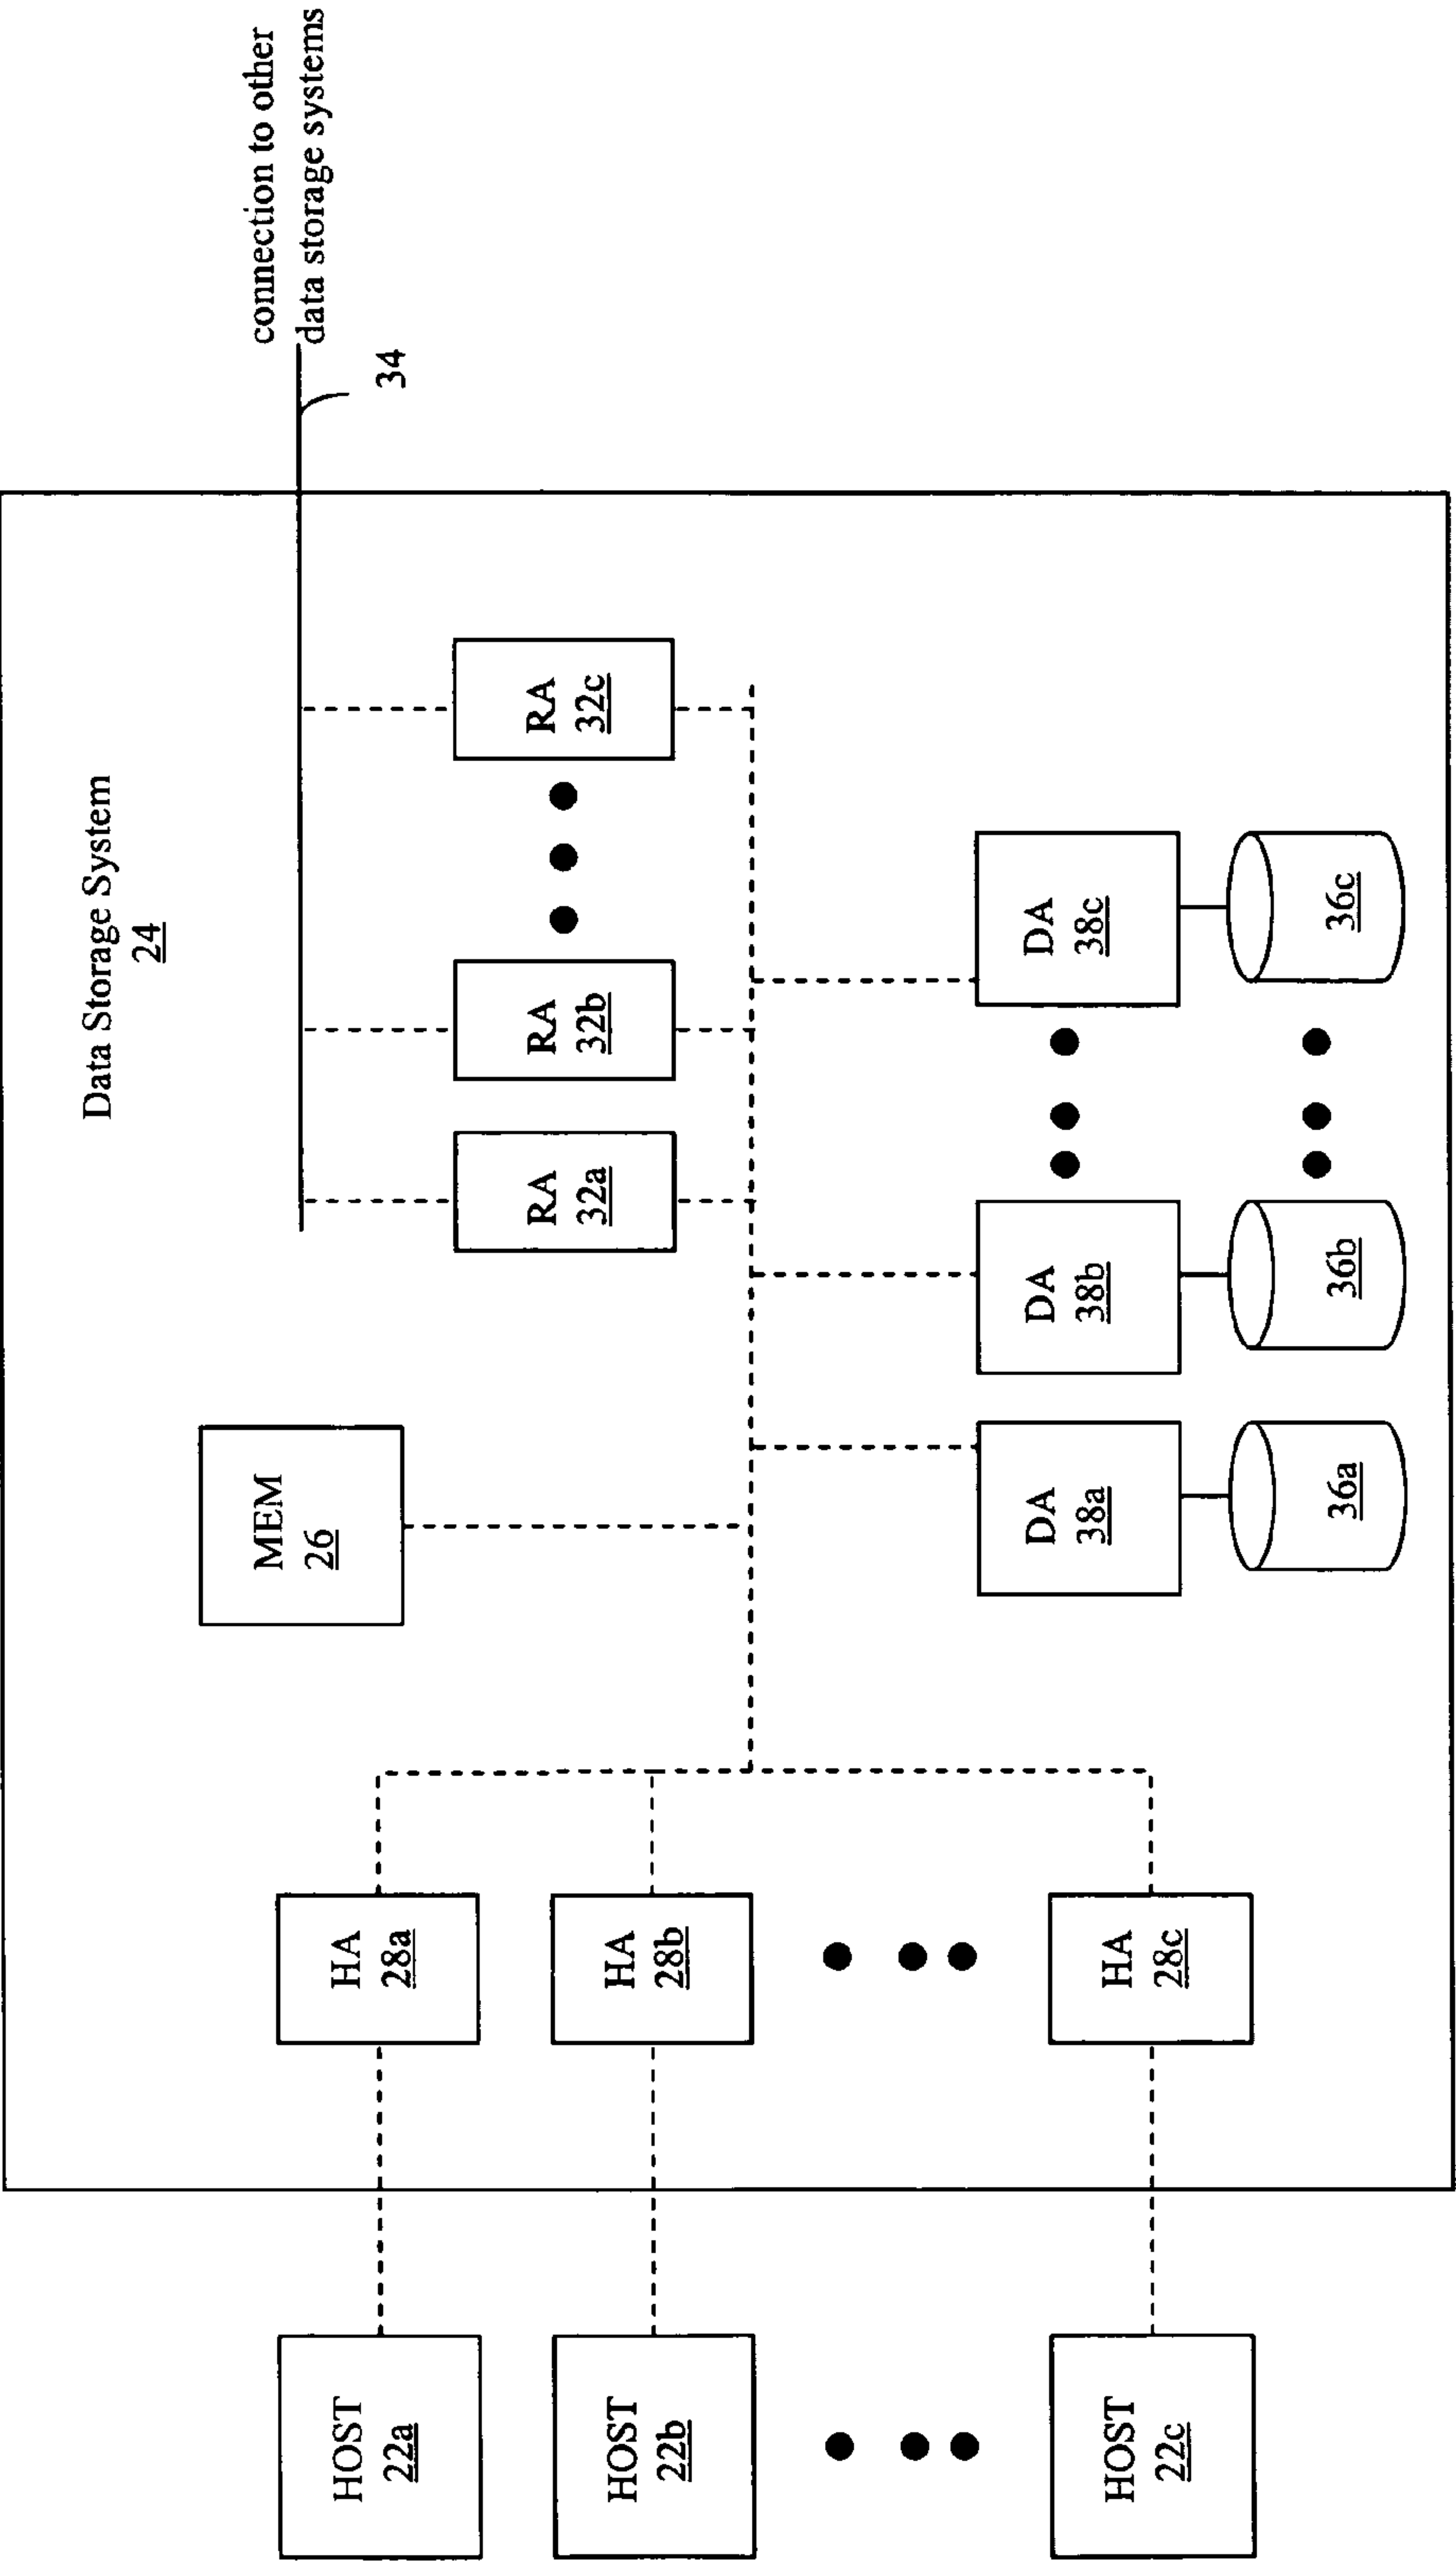 Data Storage System
24
connection to other
data storage systems
34
HOST
22a
HOST
22b
HOST
22c
HA
28a
HA
28b
HA
28c
MEM
26
RA
32a
RA
32b
RA
32c
DA
38a
DA
38b
DA
38c
36a
36b
36c